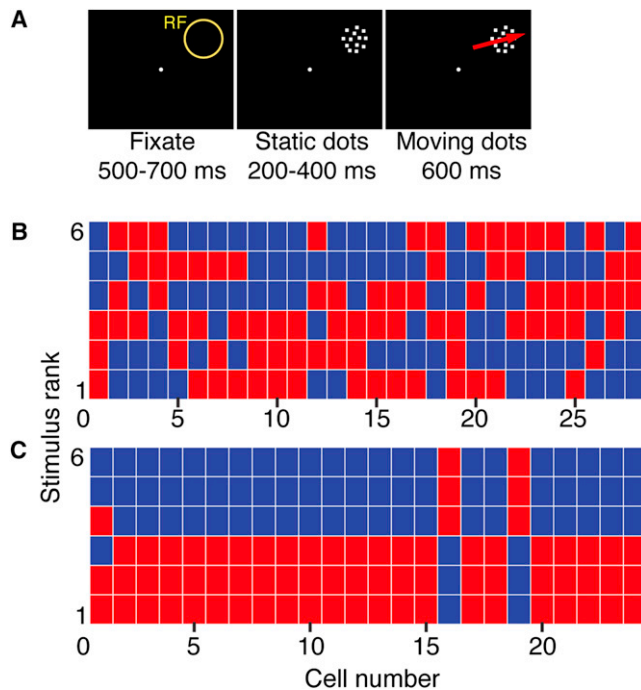 A
RF
Fixate
500-700 ms
Static dots
200-400 ms
Moving dots
600 ms
B
6
1
0 5 10 15 20 25
Stimulus rank
C
6
1
0 5 10 15 20
Cell number